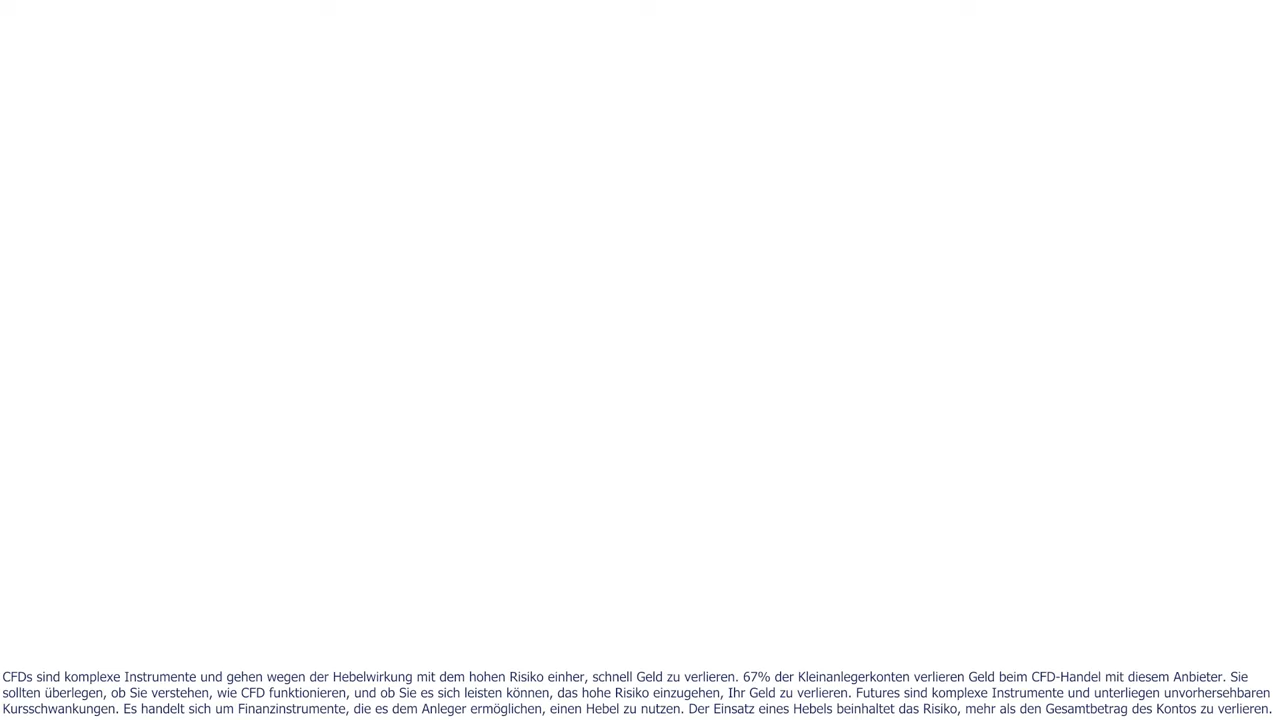 CFDs sind komplexe Instrumente und gehen wegen der Hebelwirkung mit dem hohen Risiko einher, schnell Geld zu verlieren. 67% der Kleinanlegerkonten verlieren Geld beim CFD-Handel mit diesem Anbieter. Sie
sollten überlegen, ob Sie verstehen, wie CFD funktionieren, und ob Sie es sich leisten können, das hohe Risiko einzugehen, Ihr Geld zu verlieren. Futures sind komplexe Instrumente und unterliegen unvorhersehbaren
Kursschwankungen. Es handelt sich um Finanzinstrumente, die es dem Anleger ermöglichen, einen Hebel zu nutzen. Der Einsatz eines Hebels beinhaltet das Risiko, mehr als den Gesamtbetrag des Kontos zu verlieren.